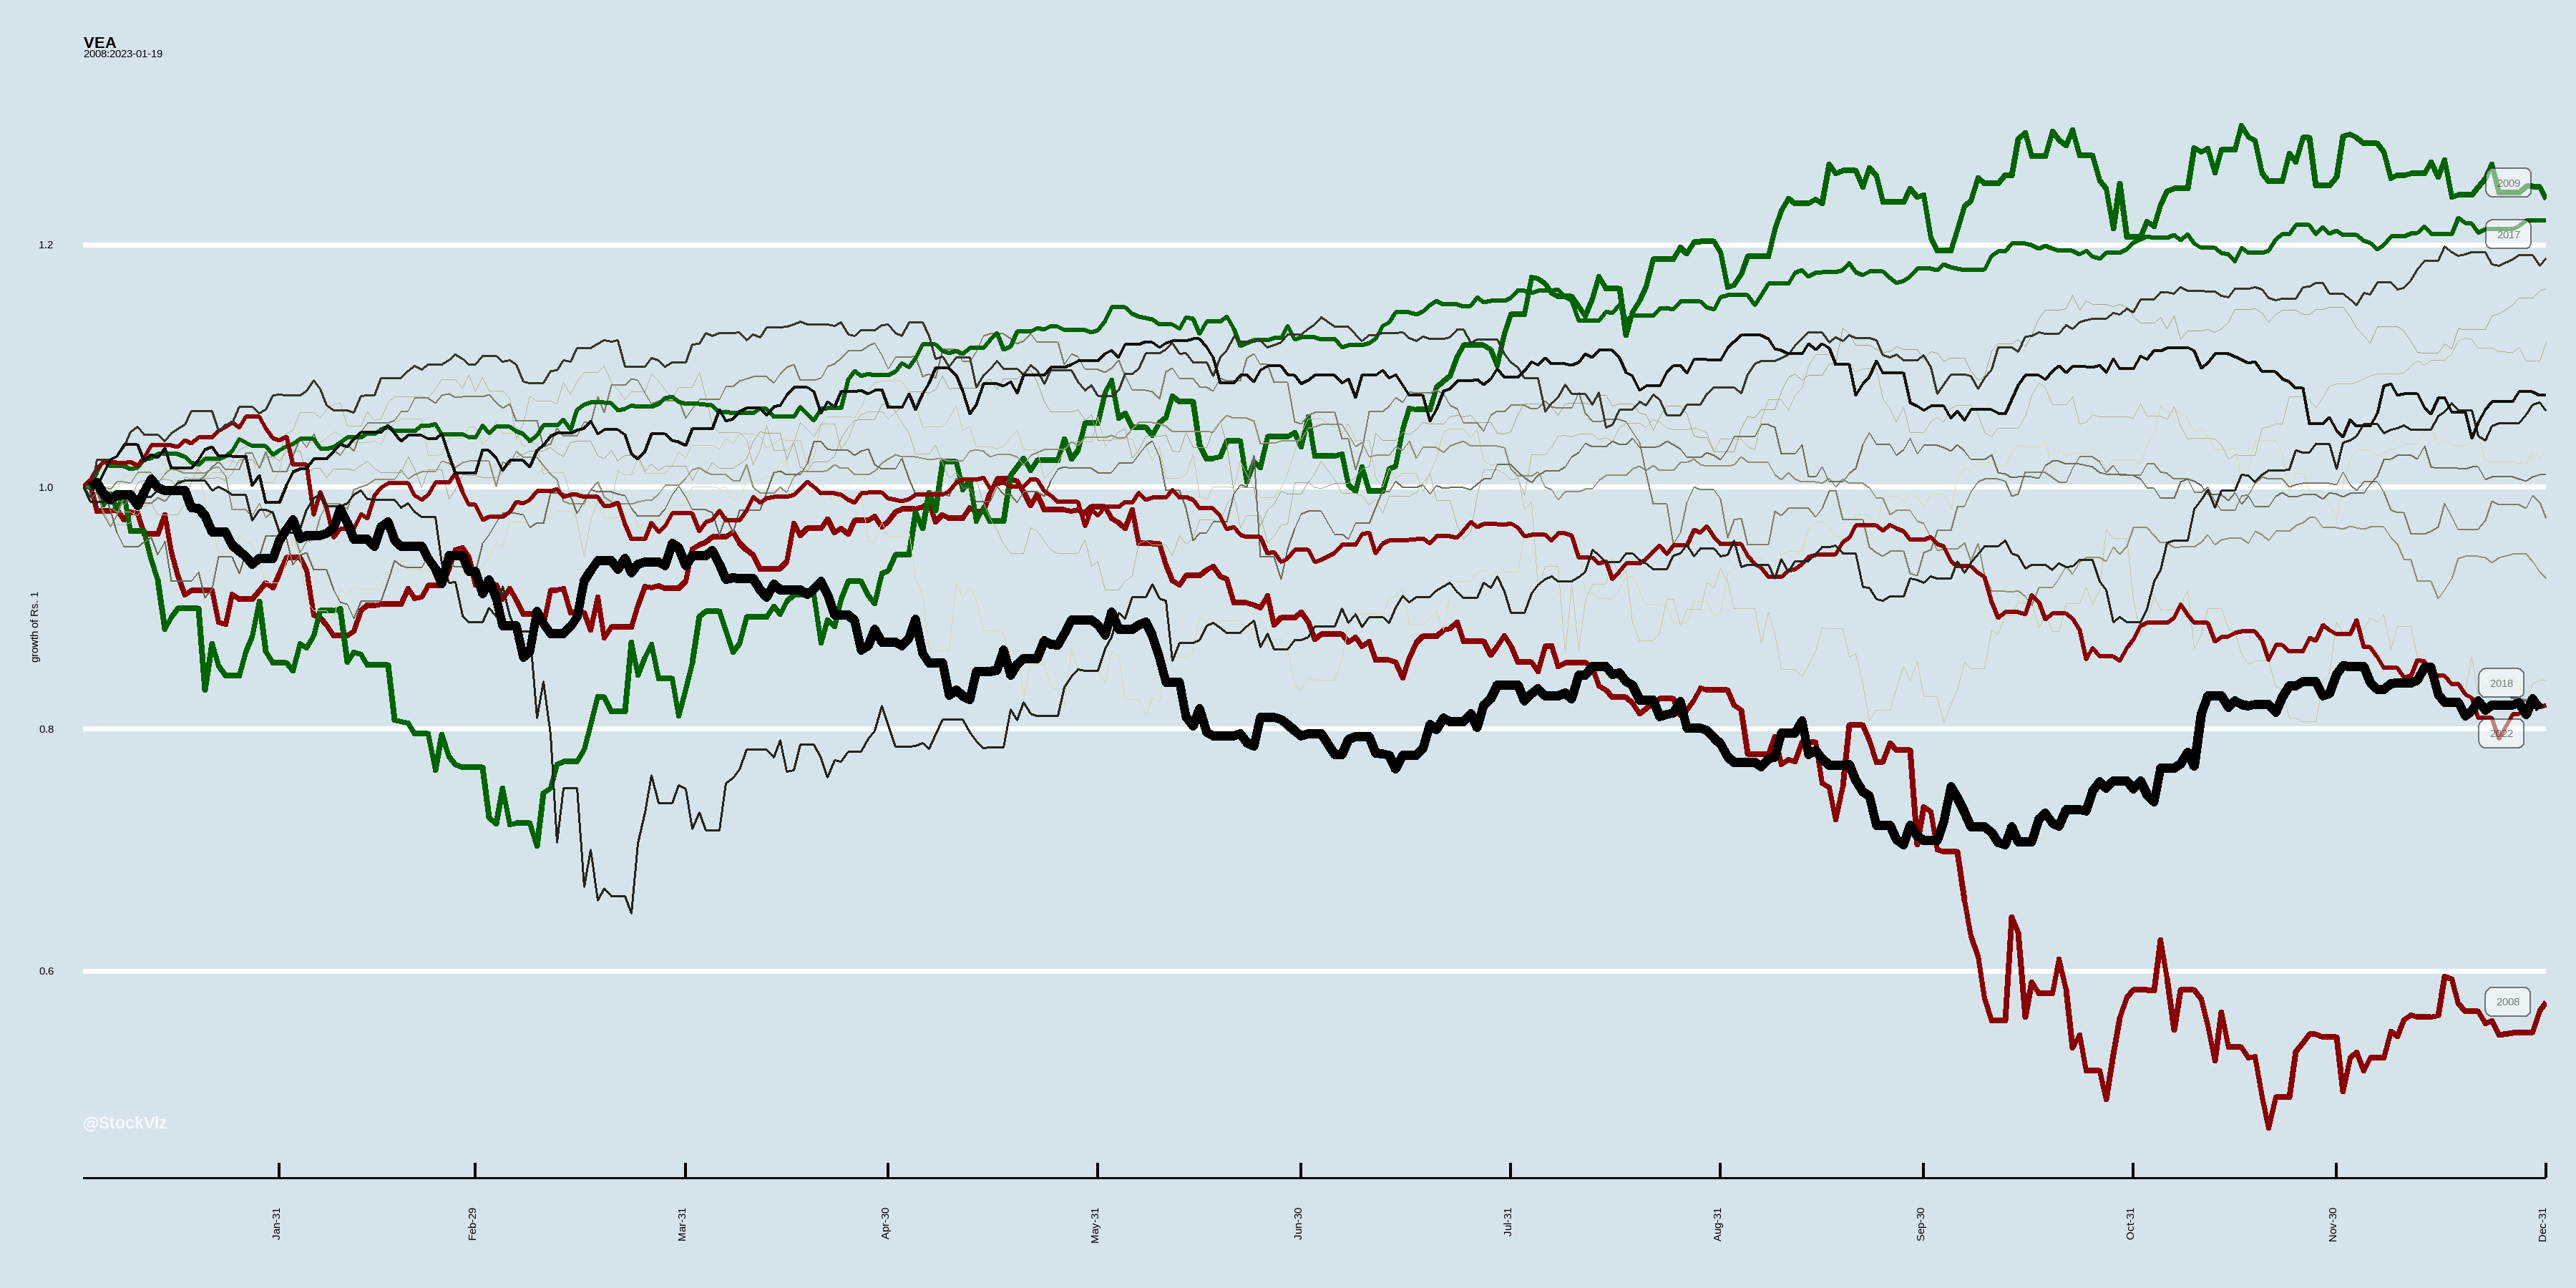 VEA
2008:2023-01-19
2009
1.2
2017
1.0
growth of Rs. 1
2018
0.8
2022
0.6
2008
@StockViz
Jan-31
Feb-29
Mar-31
Apr-30
May-31
Jun-30
Jul-31
Aug-31
Sep-30
Oct-31
Nov-30
Dec-31